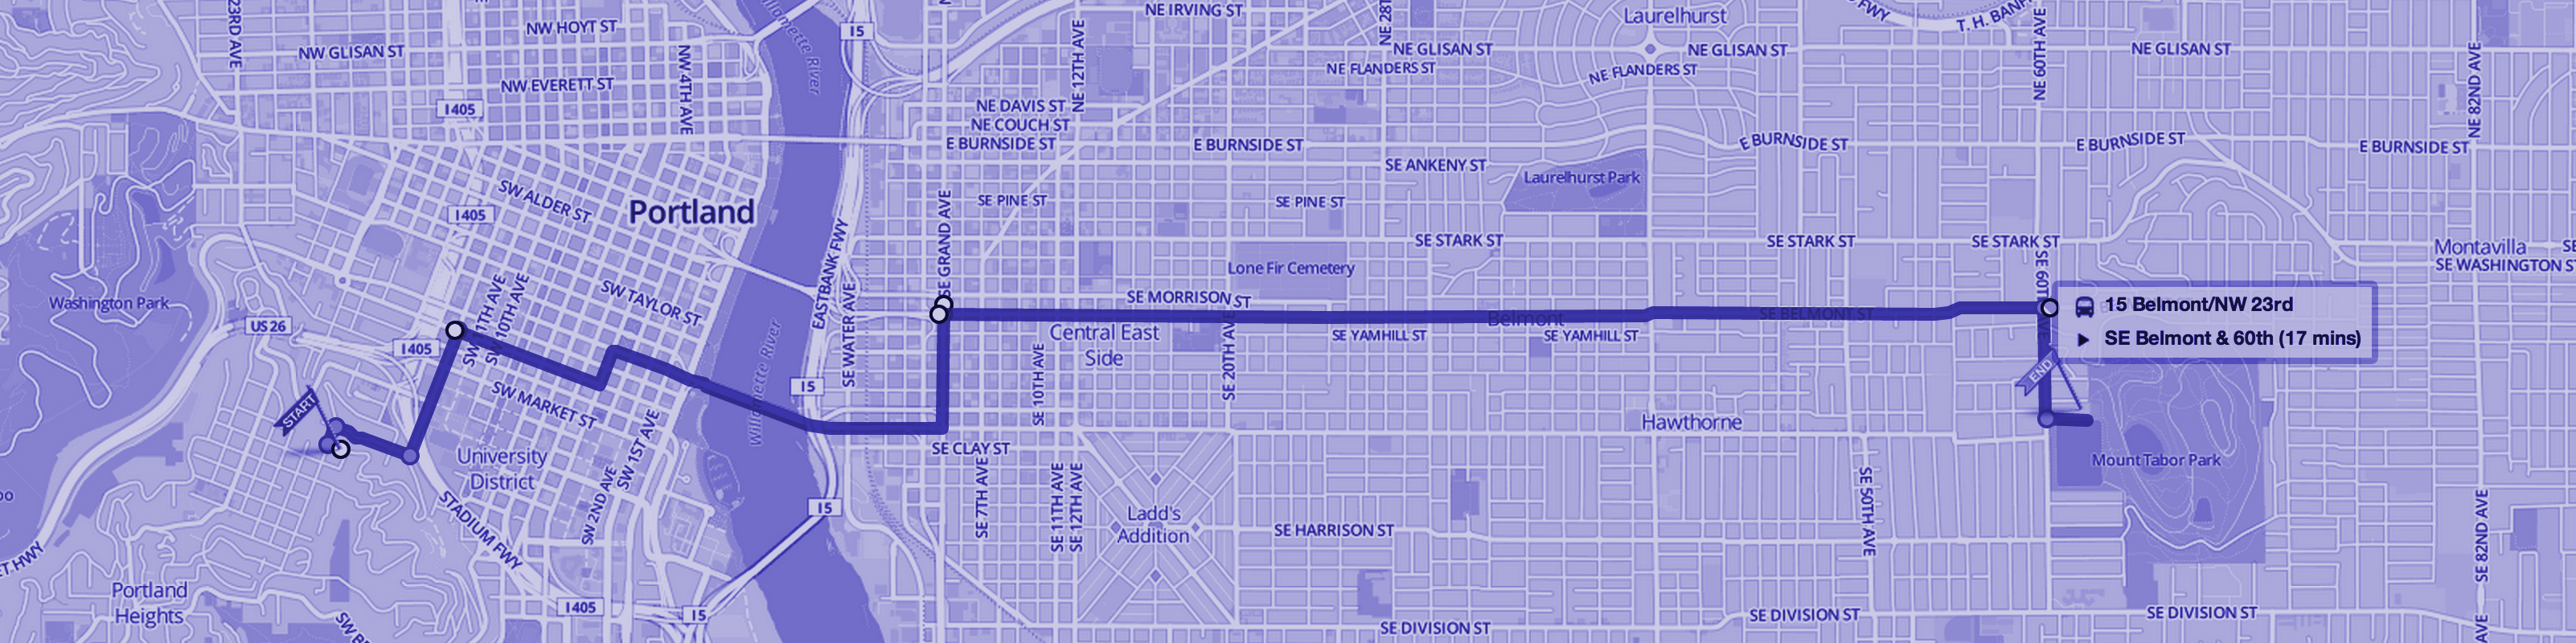 NE IRVING ST
Laurelhurst
T. H. BANF
23RD AVE
NW HOYT ST
I5
NW GLISAN ST
NE GLISAN ST
NE GLISAN ST
NE GLISAN ST
NE 12TH AVE
NE 28T
NE 60TH AVE
NE 82ND AVE
NE FLANDERS ST
NE FLANDERS ST
NW EVERETT ST
NW 4TH AVE
Willamette River
I405
NE DAVIS ST
NE COUCH ST
E BURNSIDE ST
E BURNSIDE ST
E BURNSIDE ST
E BURNSIDE ST
E BURNSIDE ST
SE ANKENY ST
Laurelhurst Park
SW ALDER ST
Portland
I405
SE GRAND AVE
SE PINE ST
SE PINE ST
SE STARK ST
SE STARK ST
SE STARK ST
Montavilla
SE WASHINGTON ST
EASTBANK FWY
SE WATER AVE
Lone Fir Cemetery
SE 60T
Washington Park
SW TAYLOR ST
SE MORRISON ST
15 Belmont/NW 23rd
SE Belmont & 60th (17 mins)
US 26
SW 11TH AVE
SW 10TH AVE
I405
Central East
Side
SE 20TH AVE
Belmont
SE BELMONT ST
SE YAMHILL ST
SE YAMHILL ST
Willamette River
I5
SE 10TH AVE
START
END
SW MARKET ST
Hawthorne
University
District
SW 1ST AVE
SW 2ND AVE
SE CLAY ST
SE 7TH AVE
SE 11TH AVE
SE 12TH AVE
SE 50TH AVE
Mount Tabor Park
SE 82ND AVE
STADIUM FWY
I5
Ladd's
Addition
SE HARRISON ST
ET HWY
Portland
Heights
I405
I5
SE DIVISION ST
SE DIVISION ST
SE DIVISION ST